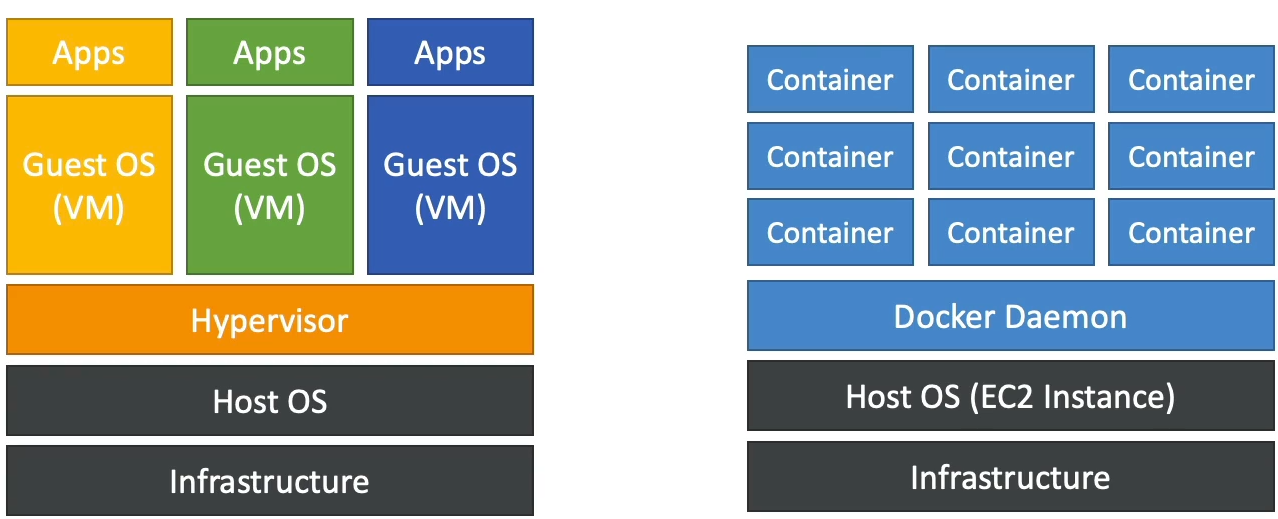 Apps
Apps
Apps
Guest OS
(VM)
Guest OS
(VM)
Guest OS
(VM)
Hypervisor
Host OS
Infrastructure
Container
Container
Container
Container
Container
Container
Container
Container
Container
Docker Daemon
Host OS (EC2 Instance)
Infrastructure